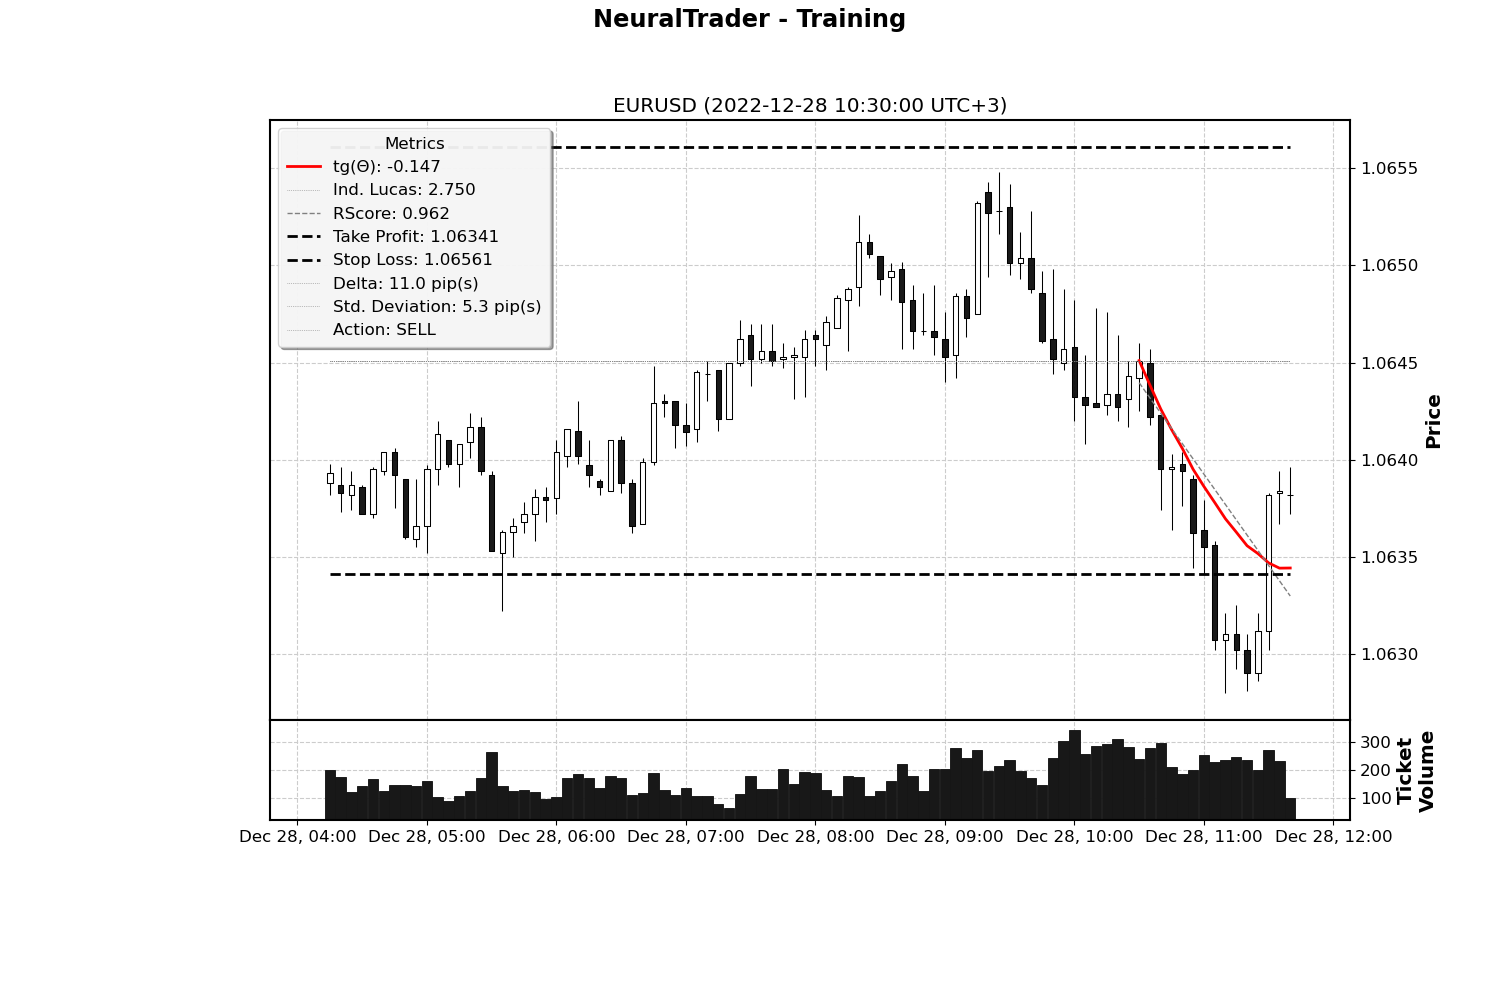 NeuralTrader - Training
EURUSD (2022-12-28 10:30:00 UTC+3)
Metrics
tg(Θ): -0.147
Ind. Lucas: 2.750
RScore: 0.962
Take Profit: 1.06341
Stop Loss: 1.06561
Delta: 11.0 pip(s)
Std. Deviation: 5.3 pip(s)
Action: SELL
1.0655
1.0650
1.0645
1.0640
1.0635
1.0630
Price
300
200
100
Ticket
Volume
Dec 28, 04:00 Dec 28, 05:00 Dec 28, 06:00 Dec 28, 07:00 Dec 28, 08:00 Dec 28, 09:00 Dec 28, 10:00 Dec 28, 11:00 Dec 28, 12:00